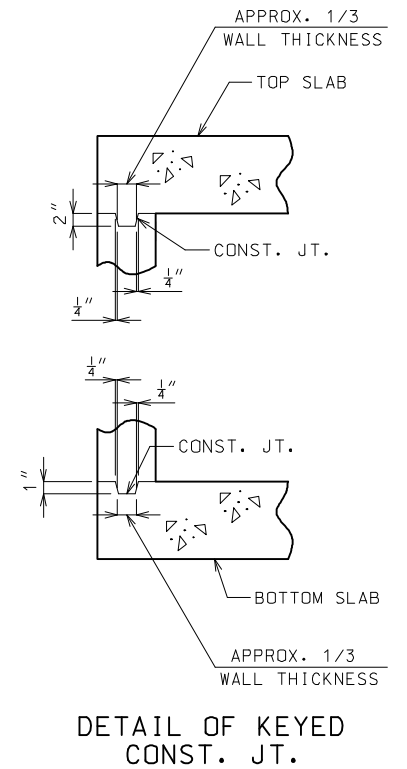 APPROX. 1/3
WALL THICKNESS
TOP SLAB
2"
CONST. JT.
1/4"
1/4"
1/4"
1/4"
CONST. JT.
1"
BOTTOM SLAB
APPROX. 1/3
WALL THICKNESS
DETAIL OF KEYED
CONST. JT.